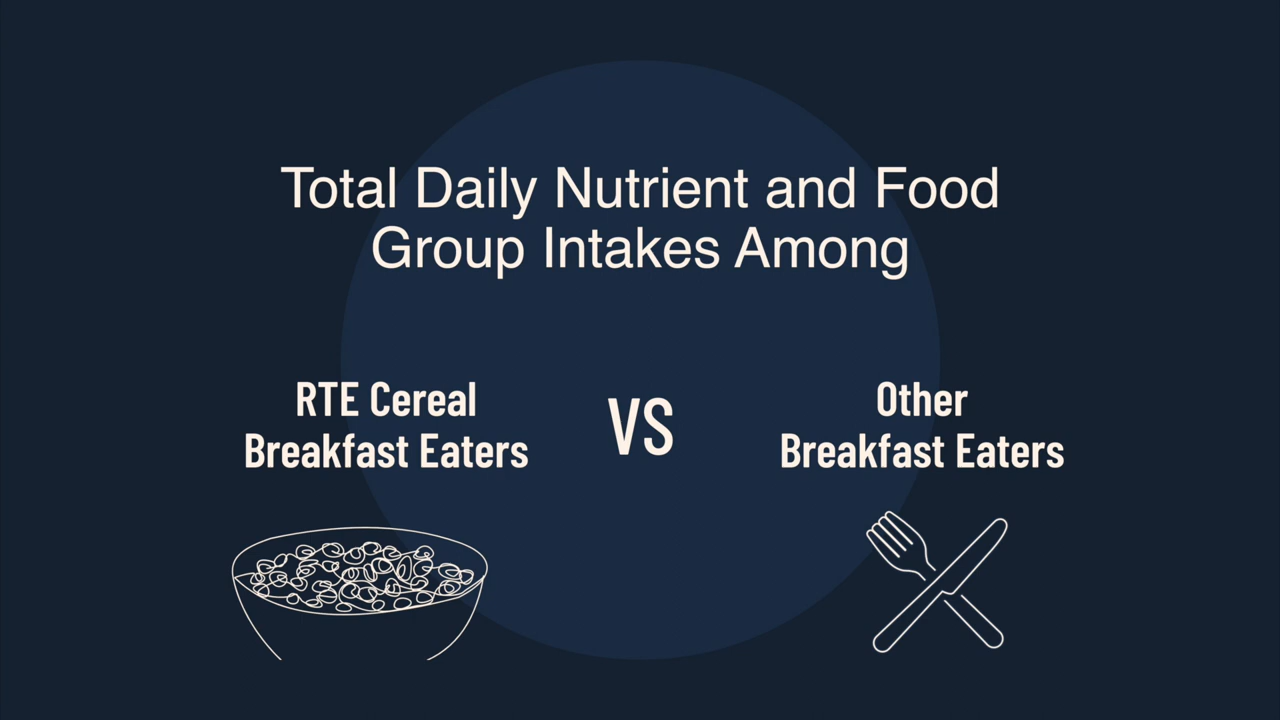 Total Daily Nutrient and Food
Group Intakes Among
RTE Cereal
Breakfast Eaters
VS
Other
Breakfast Eaters